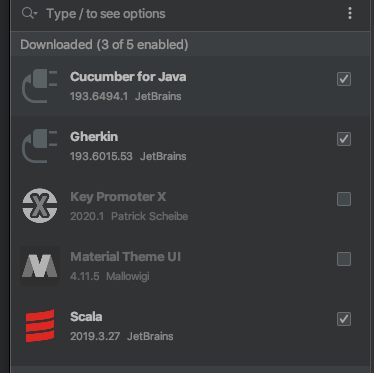 Type / to see options
Downloaded (3 of 5 enabled)
Cucumber for Java
193.6494.1 JetBrains
Gherkin
193.6015.53 JetBrains
Key Promoter X
2020.1 Patrick Scheibe
Material Theme UI
4.11.5 Mallowigi
Scala
2019.3.27 JetBrains